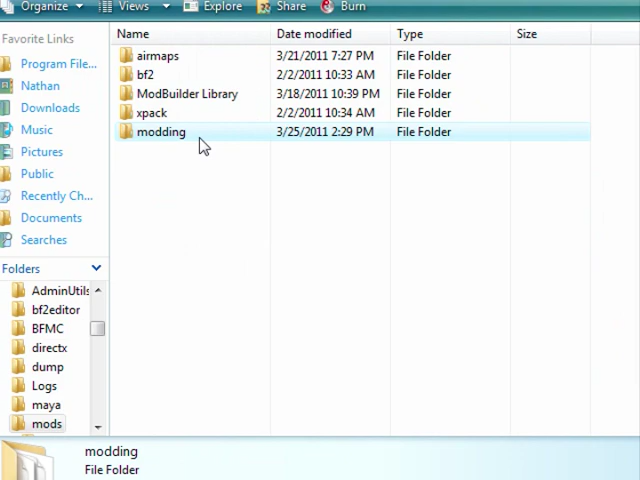 Organize Views Explore Share Burn
Favorite Links
Program File...
Nathan
Downloads
Music
Pictures
Public
Recently Ch...
Documents
Searches
Folders
AdminUtils
bf2editor
BFMC
directx
dump
Logs
maya
mods
Name Date modified Type Size
airmaps 3/21/2011 7:27 PM File Folder
bf2 2/2/2011 10:33 AM File Folder
ModBuilder Library 3/18/2011 10:39 PM File Folder
xpack 2/2/2011 10:34 AM File Folder
modding 3/25/2011 2:29 PM File Folder
modding
File Folder